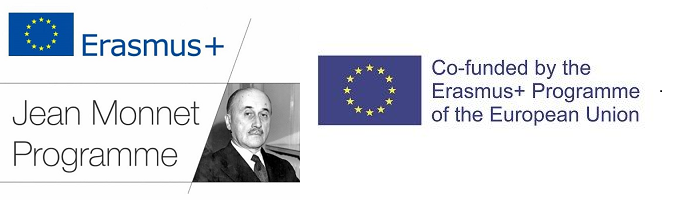 Erasmus+
Jean Monnet
Programme
Co-funded by the
Erasmus+ Programme
of the European Union